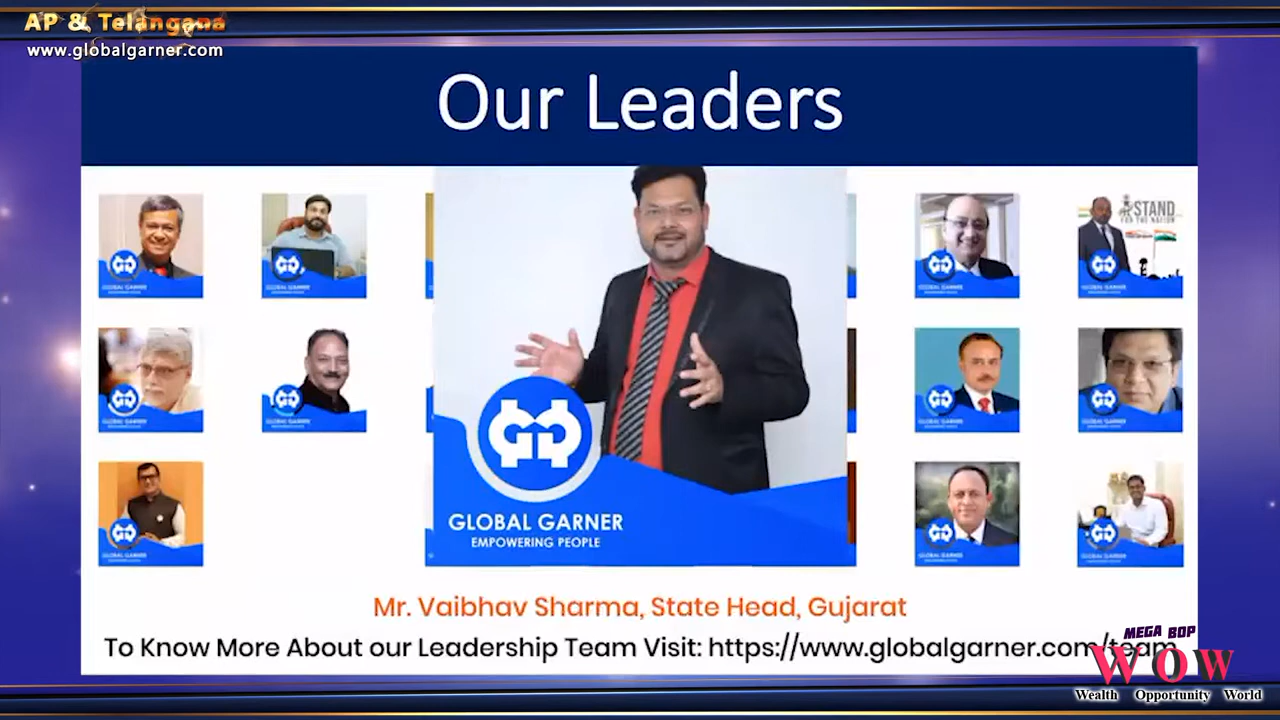 AP & Telangana
www.globalgarner.com
Our Leaders
STAND
FOR THE NATION
GLOBAL GARNER
EMPOWERING PEOPLE
Mr. Vaibhav Sharma, State Head, Gujarat
To Know More About our Leadership Team Visit: https://www.globalgarner.com/team
MEGA BOP
WOW
Wealth Opportunity World